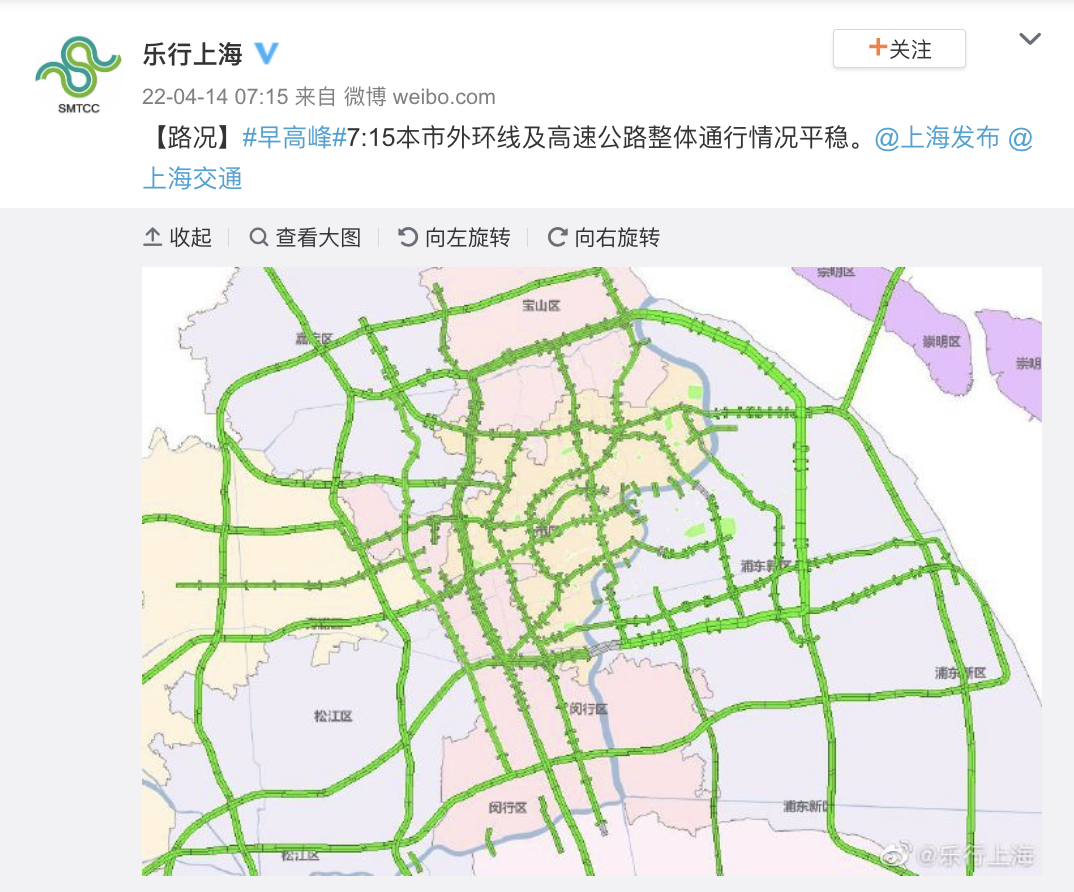 乐行上海
+关注
SMTCC
22-04-14 07:15 来自 微博 weibo.com
【路况】#早高峰#7:15本市外环线及高速公路整体通行情况平稳。@上海发布 @
上海交通
收起 查看大图 向左旋转 向右旋转
崇明区
宝山区
嘉定区
崇明区
崇明
市区
浦东新区
浦东新区
松江区
闵行区
闵行区
浦东新区
松江区
@乐行上海